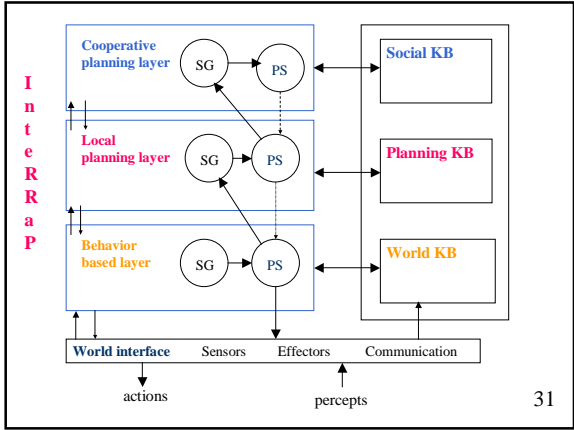 InteRRaP
Cooperative
planning layer
SG
PS
Social KB
Local
planning layer
SG
PS
Planning KB
Behavior
based layer
SG
PS
World KB
World interface Sensors Effectors Communication
actions
percepts
31